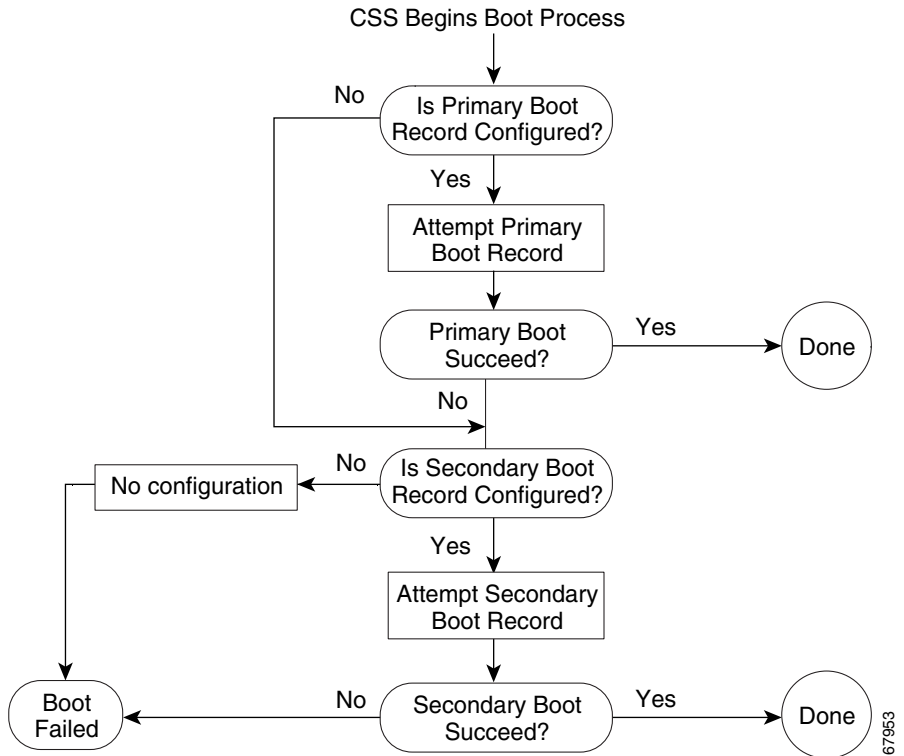 CSS Begins Boot Process
No
Is Primary Boot
Record Configured?
Yes
Attempt Primary
Boot Record
Primary Boot
Succeed?
Yes
Done
No
Is Secondary Boot
Record Configured?
No
No configuration
Yes
Attempt Secondary
Boot Record
Secondary Boot
Succeed?
No
Boot
Failed
Yes
Done
67953